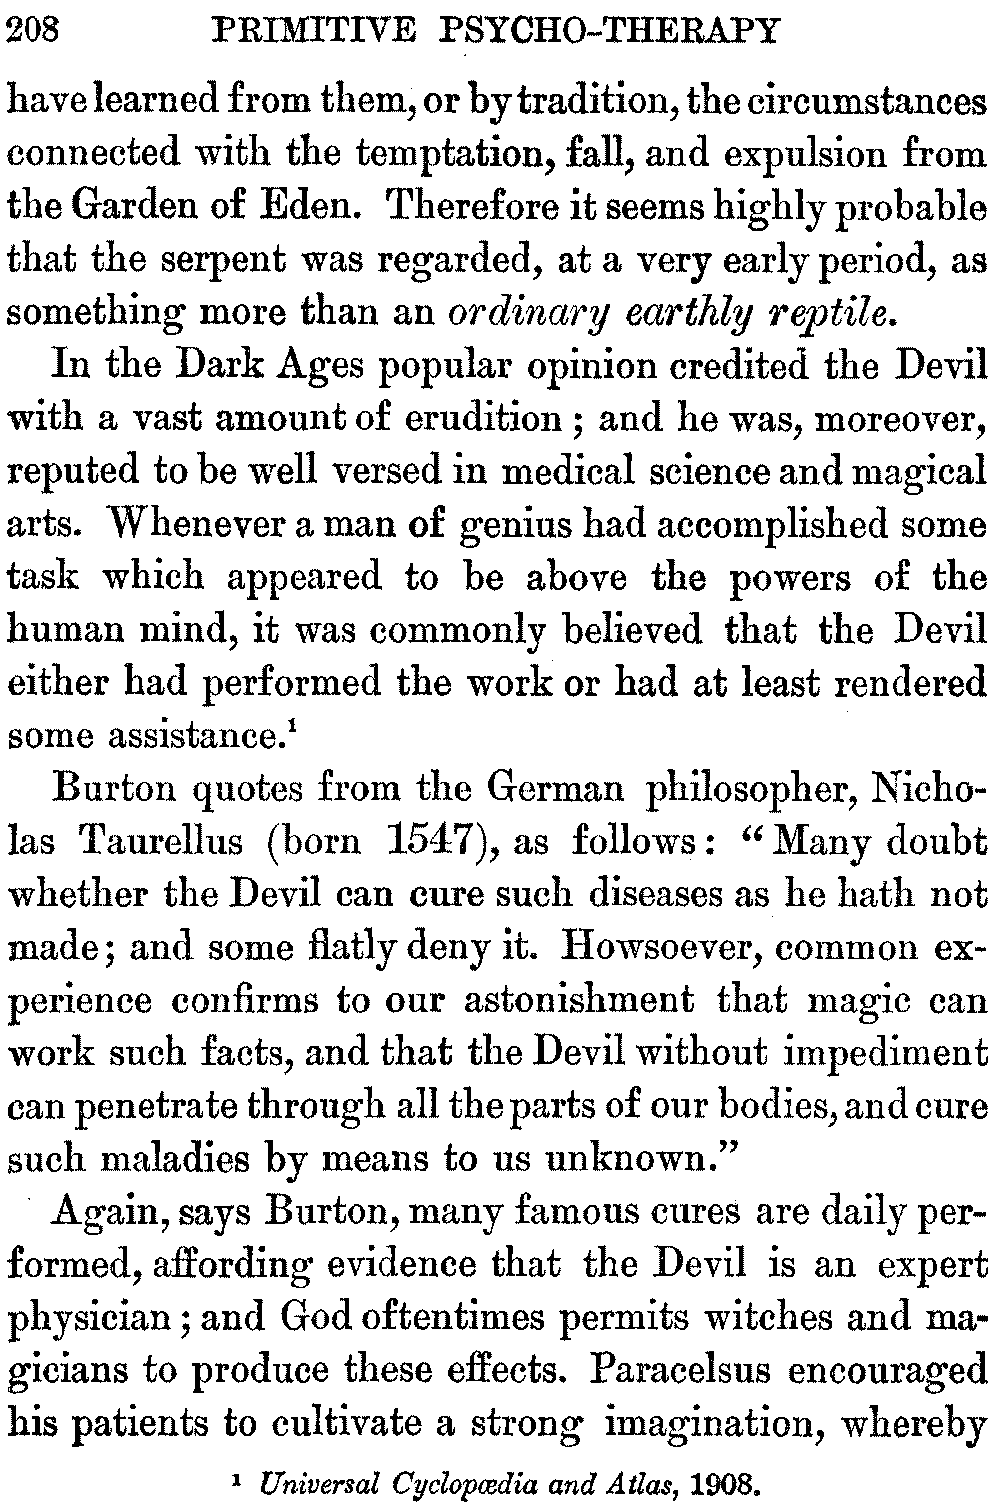 208 PRIMITIVE PSYCHO-THERAPY
have learned from them, or by tradition, the circumstances
connected with the temptation, fall, and expulsion from
the Garden of Eden. Therefore it seems highly probable
that the serpent was regarded, at a very early period, as
something more than an ordinary earthly reptile.
In the Dark Ages popular opinion credited the Devil
with a vast amount of erudition ; and he was, moreover,
reputed to be well versed in medical science and magical
arts. Whenever a man of genius had accomplished some
task which appeared to be above the powers of the
human mind, it was commonly believed that the Devil
either had performed the work or had at least rendered
some assistance.¹
Burton quotes from the German philosopher, Nicho-
las Taurellus (born 1547), as follows: “Many doubt
whether the Devil can cure such diseases as he hath not
made; and some flatly deny it. Howsoever, common ex-
perience confirms to our astonishment that magic can
work such facts, and that the Devil without impediment
can penetrate through all the parts of our bodies, and cure
such maladies by means to us unknown.”
Again, says Burton, many famous cures are daily per-
formed, affording evidence that the Devil is an expert
physician ; and God oftentimes permits witches and ma-
gicians to produce these effects. Paracelsus encouraged
his patients to cultivate a strong imagination, whereby
¹ Universal Cyclopœdia and Atlas, 1908.